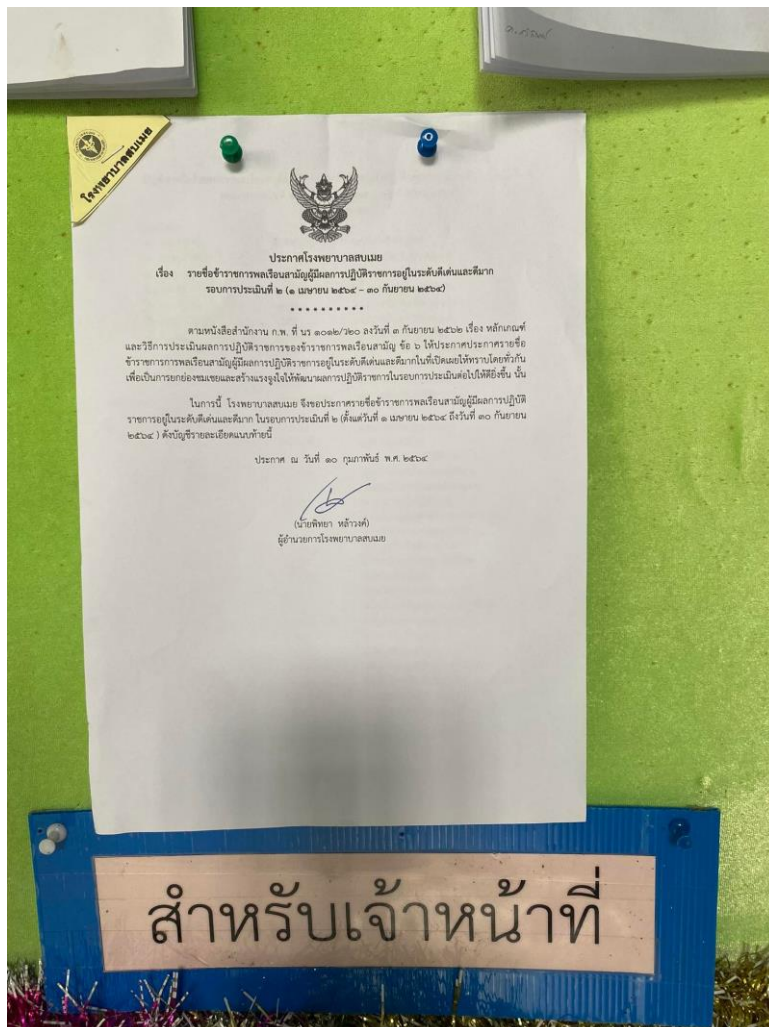 โรงพยาบาลสบเมย
ประกาศโรงพยาบาลสบเมย
เรื่อง รายชื่อข้าราชการพลเรือนสามัญผู้มีผลการปฏิบัติราชการอยู่ในระดับดีเด่นและดีมาก
รอบการประเมินที่ ๒ (๑ เมษายน ๒๕๖๔ – ๓๐ กันยายน ๒๕๖๔)
ตามหนังสือสำนักงาน ก.พ. ที่ นร ๑๐๑๒/ว๒๐ ลงวันที่ ๓ กันยายน ๒๕๖๒ เรื่อง หลักเกณฑ์
และวิธีการประเมินผลการปฏิบัติราชการของข้าราชการพลเรือนสามัญ ข้อ ๖ ให้ประกาศประกาศรายชื่อ
ข้าราชการการพลเรือนสามัญผู้มีผลการปฏิบัติราชการอยู่ในระดับดีเด่นและดีมากในที่เปิดเผยให้ทราบโดยทั่วกัน
เพื่อเป็นการยกย่องชมเชยและสร้างแรงจูงใจให้พัฒนาผลการปฏิบัติราชการในรอบการประเมินต่อไปให้ดียิ่งขึ้น นั้น
ในการนี้ โรงพยาบาลสบเมย จึงขอประกาศรายชื่อข้าราชการพลเรือนสามัญผู้มีผลการปฏิบัติ
ราชการอยู่ในระดับดีเด่นและดีมาก ในรอบการประเมินที่ ๒ (ตั้งแต่วันที่ ๑ เมษายน ๒๕๖๔ ถึงวันที่ ๓๐ กันยายน
๒๕๖๔ ) ดังบัญชีรายละเอียดแนบท้ายนี้
ประกาศ ณ วันที่ ๑๐ กุมภาพันธ์ พ.ศ. ๒๕๖๔
(นายพิทยา หล้าวงค์)
ผู้อำนวยการโรงพยาบาลสบเมย
สำหรับเจ้าหน้าที่